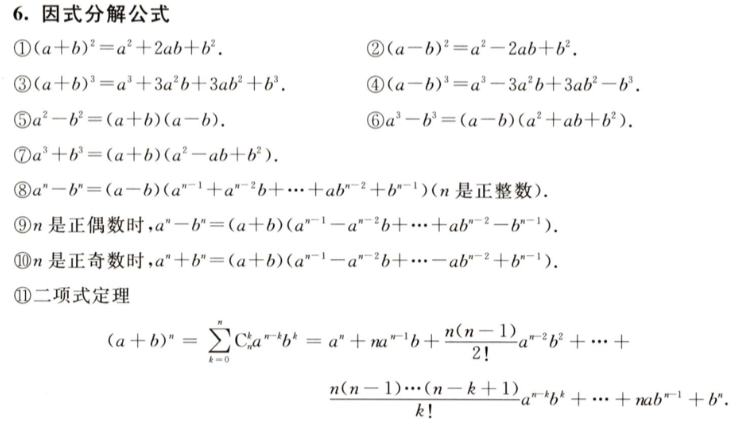 6. 因式分解公式
①(a+b)²=a²+2ab+b². ②(a−b)²=a²−2ab+b².
③(a+b)³=a³+3a²b+3ab²+b³. ④(a−b)³=a³−3a²b+3ab²−b³.
⑤a²−b²=(a+b)(a−b). ⑥a³−b³=(a−b)(a²+ab+b²).
⑦a³+b³=(a+b)(a²−ab+b²).
⑧aⁿ−bⁿ=(a−b)(aⁿ⁻¹+aⁿ⁻²b+⋯+abⁿ⁻²+bⁿ⁻¹)(n 是正整数).
⑨n 是正偶数时,aⁿ−bⁿ=(a+b)(aⁿ⁻¹−aⁿ⁻²b+⋯+abⁿ⁻²−bⁿ⁻¹).
⑩n 是正奇数时,aⁿ+bⁿ=(a+b)(aⁿ⁻¹−aⁿ⁻²b+⋯−abⁿ⁻²+bⁿ⁻¹).
⑪二项式定理
(a+b)ⁿ = \sum_{k=0}^{n} C_n^k a^{n-k}b^k = aⁿ + naⁿ⁻¹b + \frac{n(n-1)}{2!}aⁿ⁻²b² + ⋯ +
\frac{n(n-1)⋯(n-k+1)}{k!}a^{n-k}b^k + ⋯ + nabⁿ⁻¹ + bⁿ.